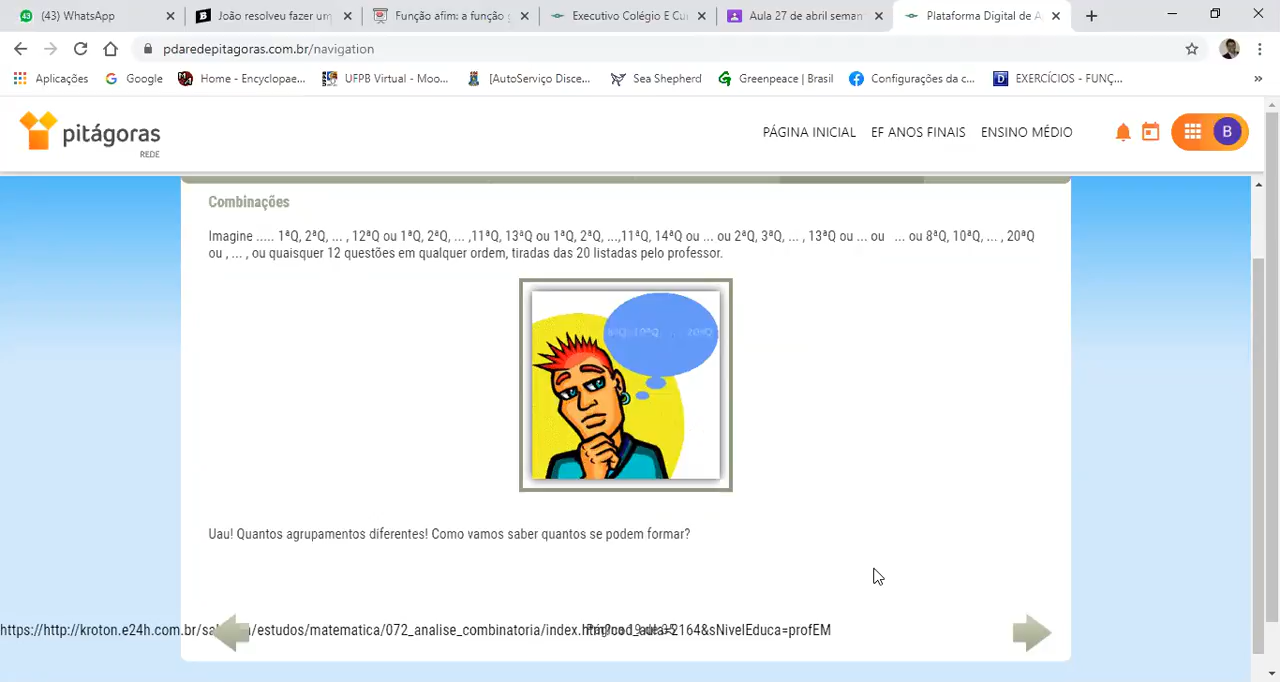 (43) WhatsApp
João resolveu fazer um
Função afim: a função
Executivo Colégio E Cu
Aula 27 de abril seman
Plataforma Digital de A
pdaredepitagoras.com.br/navigation
Aplicações
Google
Home - Encyclopae...
UFPB Virtual - Moo...
[AutoServiço Disce...
Sea Shepherd
Greenpeace | Brasil
Configurações da c...
EXERCÍCIOS - FUNÇ...
pitágoras
REDE
PÁGINA INICIAL
EF ANOS FINAIS
ENSINO MÉDIO
B
Combinações
Imagine ..... 1ªQ, 2ªQ, ... , 12ªQ ou 1ªQ, 2ªQ, ... ,11ªQ, 13ªQ ou 1ªQ, 2ªQ, ...,11ªQ, 14ªQ ou ... ou 2ªQ, 3ªQ, ... , 13ªQ ou ... ou ... ou 8ªQ, 10ªQ, ... , 20ªQ
ou , ... , ou quaisquer 12 questões em qualquer ordem, tiradas das 20 listadas pelo professor.
Uau! Quantos agrupamentos diferentes! Como vamos saber quantos se podem formar?